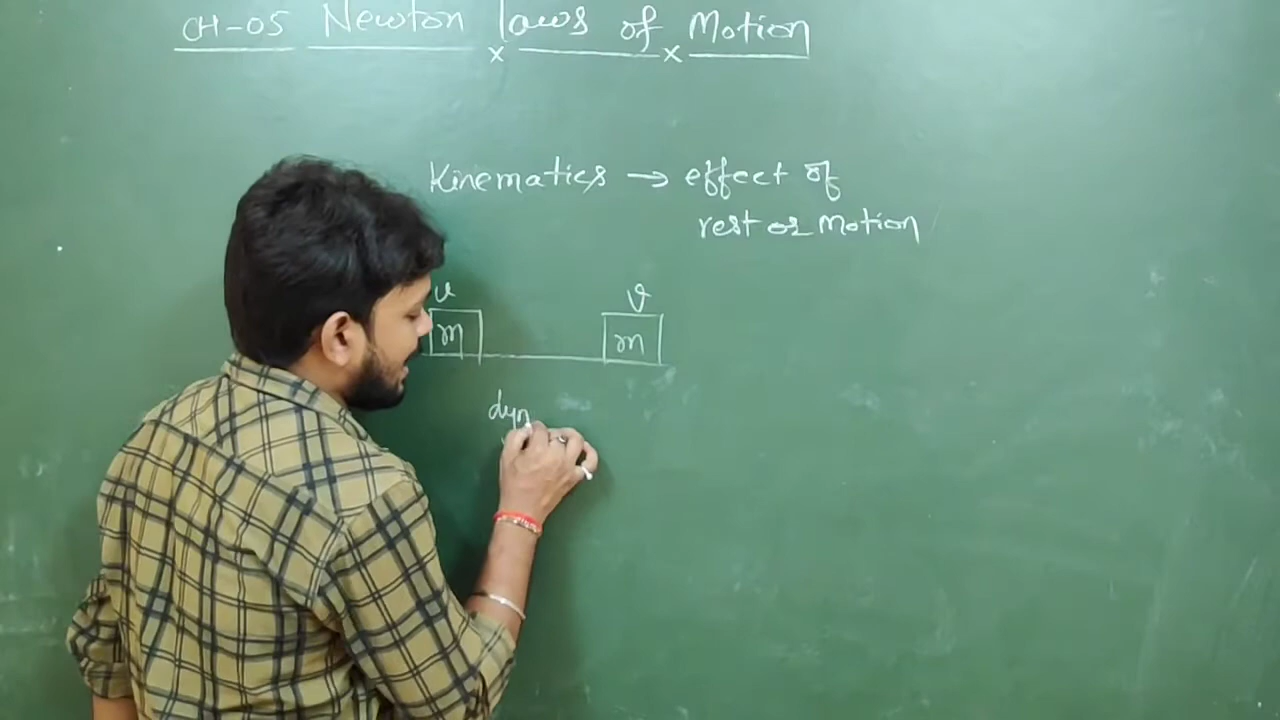 CH-05 Newton laws of Motion
Kinematics → effect of
rest or Motion
u
v
m
m
dyn